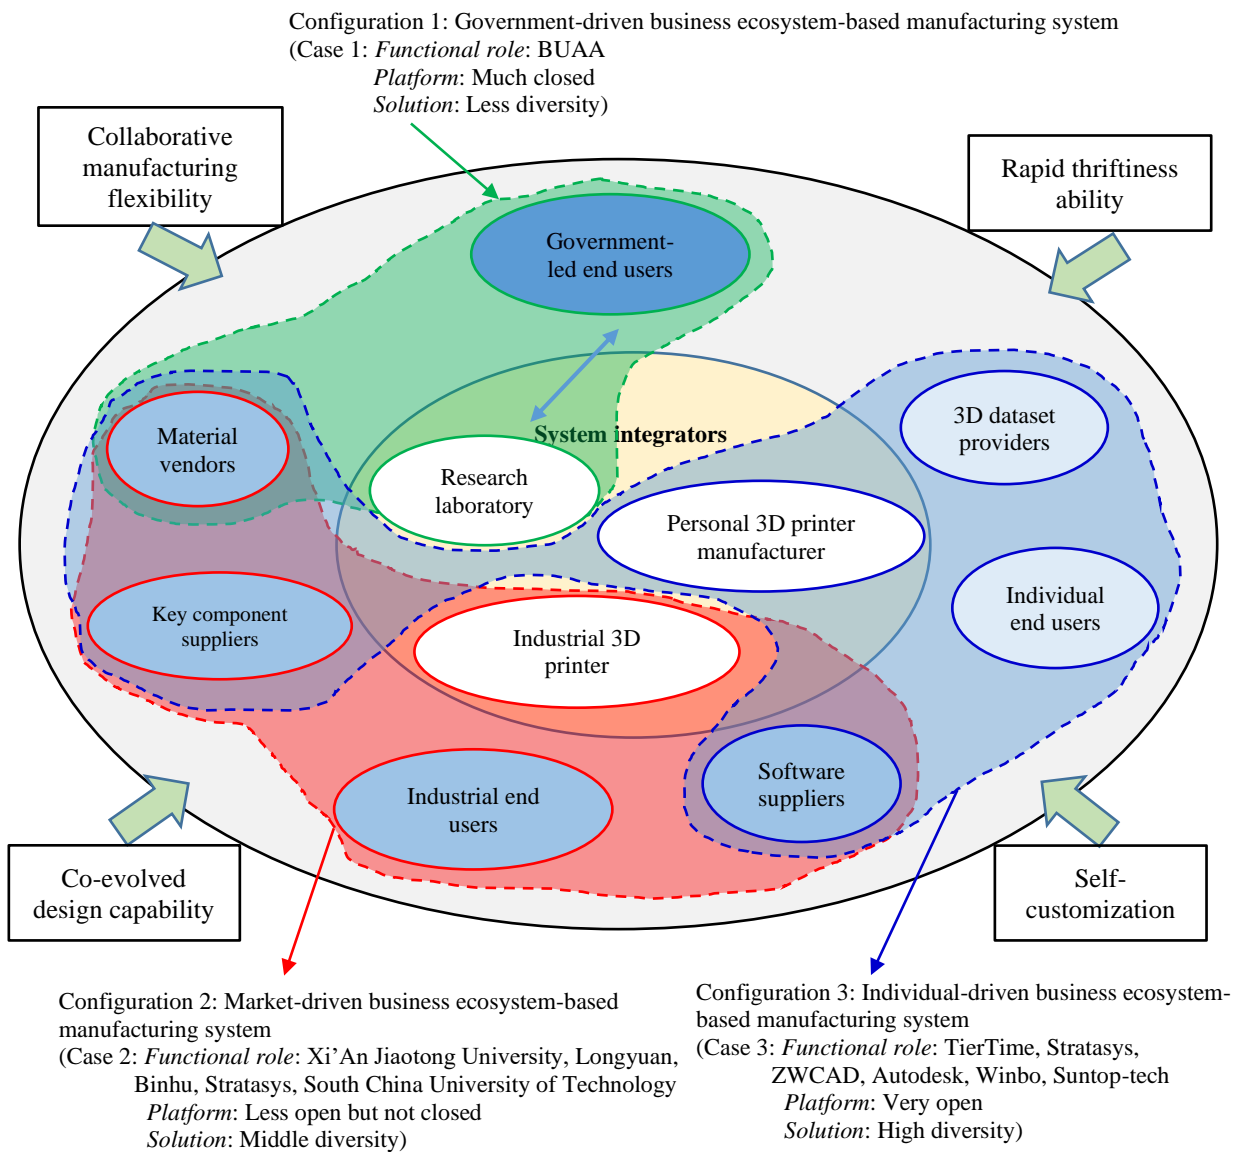 Configuration 1: Government-driven business ecosystem-based manufacturing system
(Case 1: Functional role: BUAA
Platform: Much closed
Solution: Less diversity)
Collaborative
manufacturing
flexibility
Rapid thriftiness
ability
Government-
led end users
System integrators
Material
vendors
Research
laboratory
3D dataset
providers
Personal 3D printer
manufacturer
Key component
suppliers
Industrial 3D
printer
Individual
end users
Industrial end
users
Software
suppliers
Co-evolved
design capability
Self-
customization
Configuration 2: Market-driven business ecosystem-based
manufacturing system
(Case 2: Functional role: Xi’An Jiaotong University, Longyuan,
Binhu, Stratasys, South China University of Technology
Platform: Less open but not closed
Solution: Middle diversity)
Configuration 3: Individual-driven business ecosystem-
based manufacturing system
(Case 3: Functional role: TierTime, Stratasys,
ZWCAD, Autodesk, Winbo, Suntop-tech
Platform: Very open
Solution: High diversity)